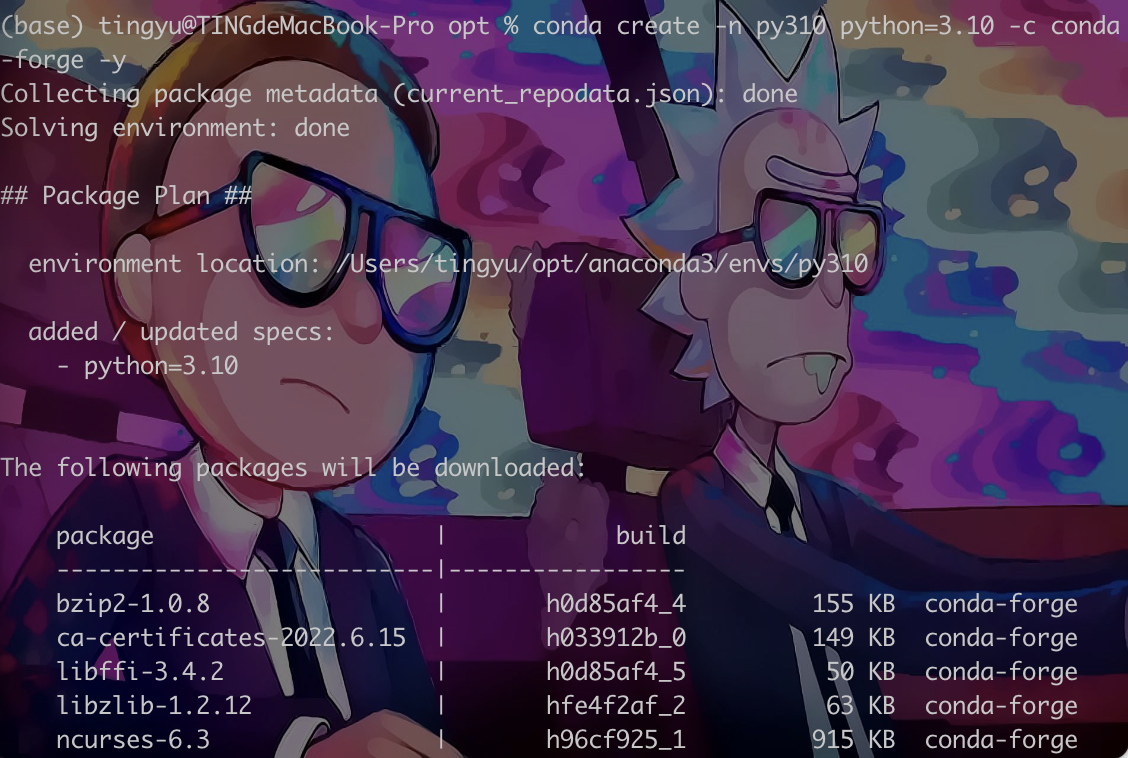 (base) tingyu@TINGdeMacBook-Pro opt % conda create -n py310 python=3.10 -c conda
-forge -y
Collecting package metadata (current_repodata.json): done
Solving environment: done
## Package Plan ##
environment location: /Users/tingyu/opt/anaconda3/envs/py310
added / updated specs:
- python=3.10
The following packages will be downloaded:
package | build
---------------------------|-----------------
bzip2-1.0.8 | h0d85af4_4 155 KB conda-forge
ca-certificates-2022.6.15 | h033912b_0 149 KB conda-forge
libffi-3.4.2 | h0d85af4_5 50 KB conda-forge
libzlib-1.2.12 | hfe4f2af_2 63 KB conda-forge
ncurses-6.3 | h96cf925_1 915 KB conda-forge